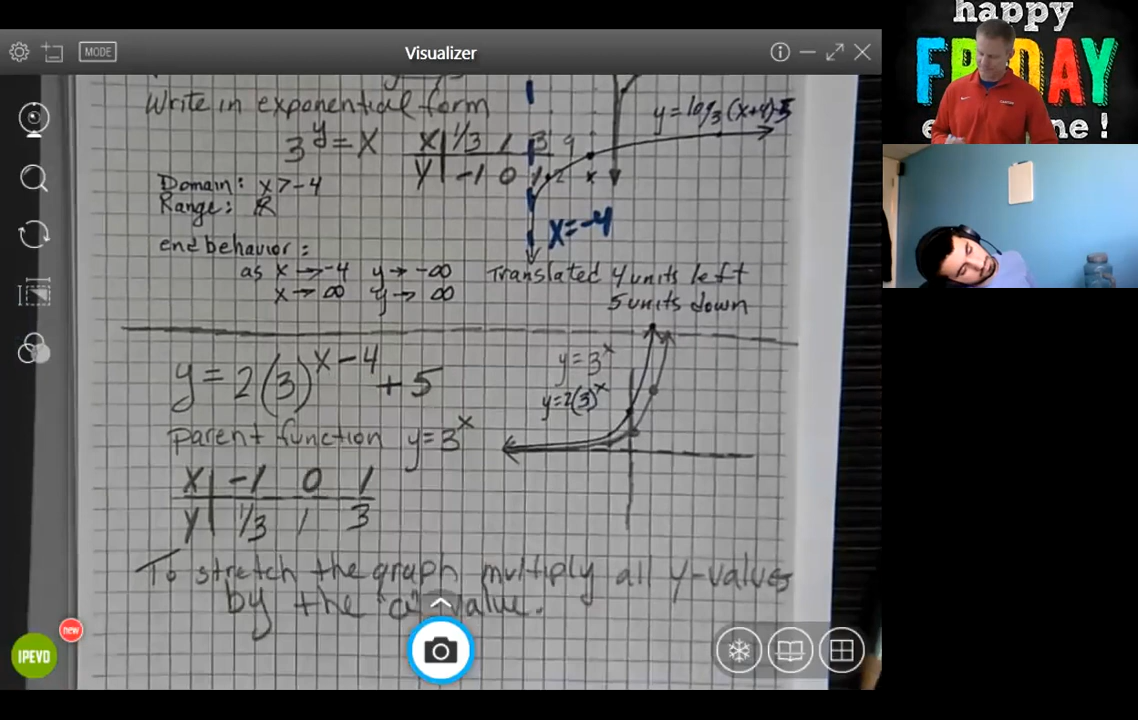 happy
FRIDAY
e ne !
MODE
Visualizer
Write in exponential form
y = log3 (x+4)-5
3^y = x
x 1/3 1 3 9
y -1 0 1 2
Domain: x > -4
Range: ℝ
x = -4
end behavior:
as x → -4 y → -∞
x → ∞ y → ∞
Translated 4 units left
5 units down
y = 2(3)^x-4 + 5
y = 3^x
y = 2(3)^x
parent function y = 3^x
x -1 0 1
y 1/3 1 3
To stretch the graph multiply all y-values
by the "a" value.
new
IPEVO